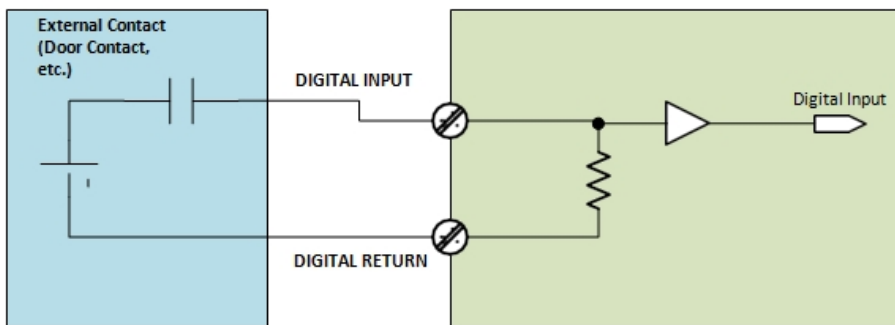 External Contact
(Door Contact,
etc.)
DIGITAL INPUT
Digital Input
DIGITAL RETURN